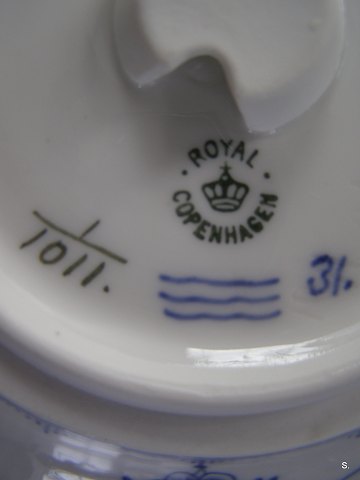 ROYAL
COPENHAGEN
1
1011.
31.
S.